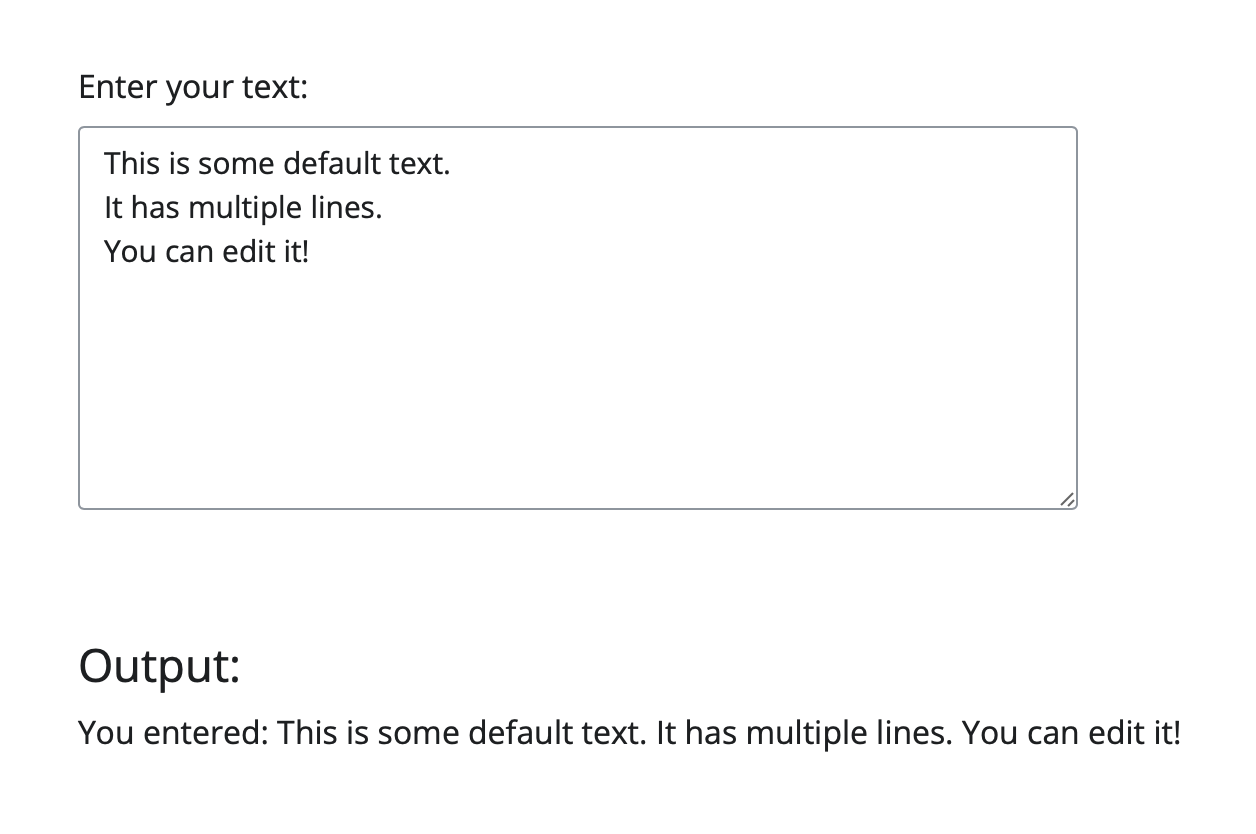 Enter your text:
This is some default text.
It has multiple lines.
You can edit it!
Output:
You entered: This is some default text. It has multiple lines. You can edit it!